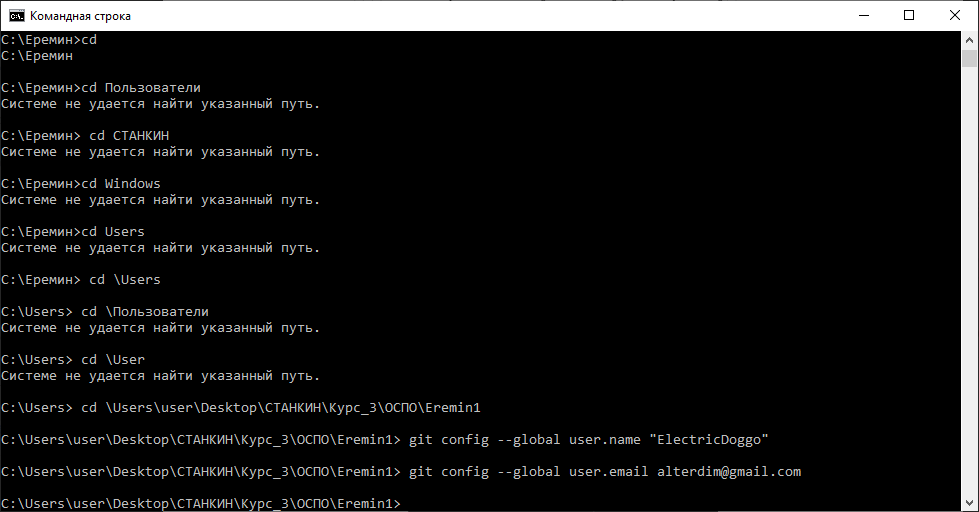 Командная строка
C:\Еремин>cd
C:\Еремин
C:\Еремин>cd Пользователи
Системе не удается найти указанный путь.
C:\Еремин> cd СТАНКИН
Системе не удается найти указанный путь.
C:\Еремин>cd Windows
Системе не удается найти указанный путь.
C:\Еремин>cd Users
Системе не удается найти указанный путь.
C:\Еремин> cd \Users
C:\Users> cd \Пользователи
Системе не удается найти указанный путь.
C:\Users> cd \User
Системе не удается найти указанный путь.
C:\Users> cd \Users\user\Desktop\СТАНКИН\Курс_3\ОСПО\Eremin1
C:\Users\user\Desktop\СТАНКИН\Курс_3\ОСПО\Eremin1> git config --global user.name "ElectricDoggo"
C:\Users\user\Desktop\СТАНКИН\Курс_3\ОСПО\Eremin1> git config --global user.email alterdim@gmail.com
C:\Users\user\Desktop\СТАНКИН\Курс_3\ОСПО\Eremin1>